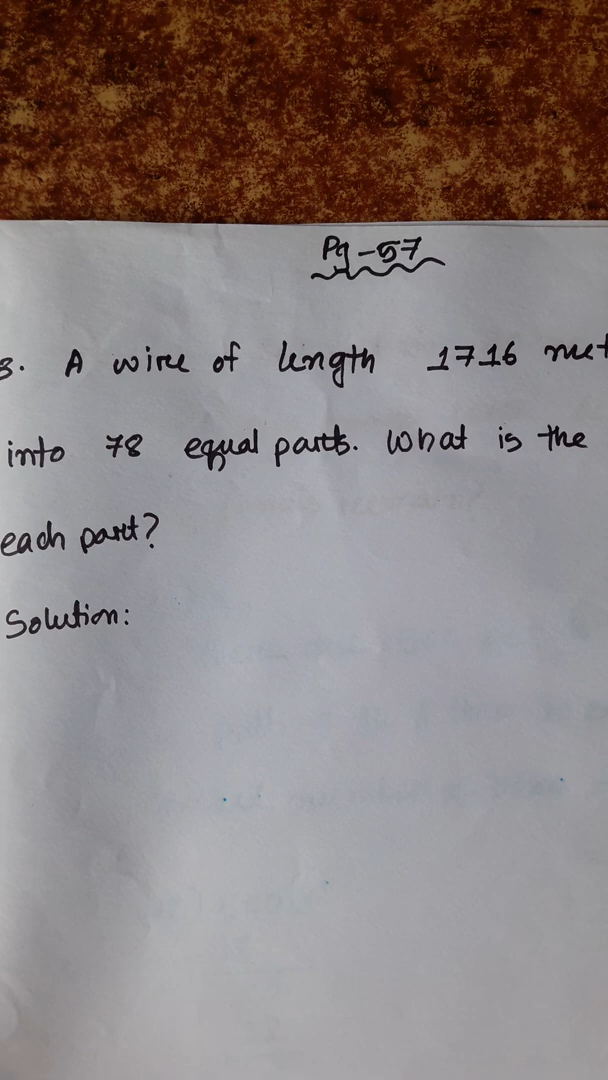 Pg-57
3. A wire of length 1716 met
into 78 equal parts. What is the
each part?
Solution: